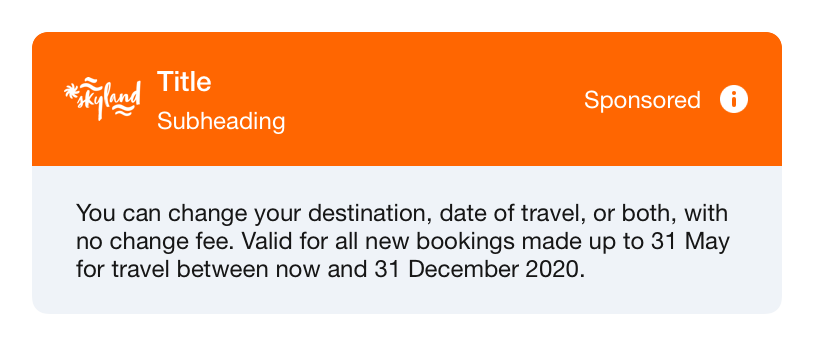 skyland
Title
Subheading
Sponsored
You can change your destination, date of travel, or both, with
no change fee. Valid for all new bookings made up to 31 May
for travel between now and 31 December 2020.